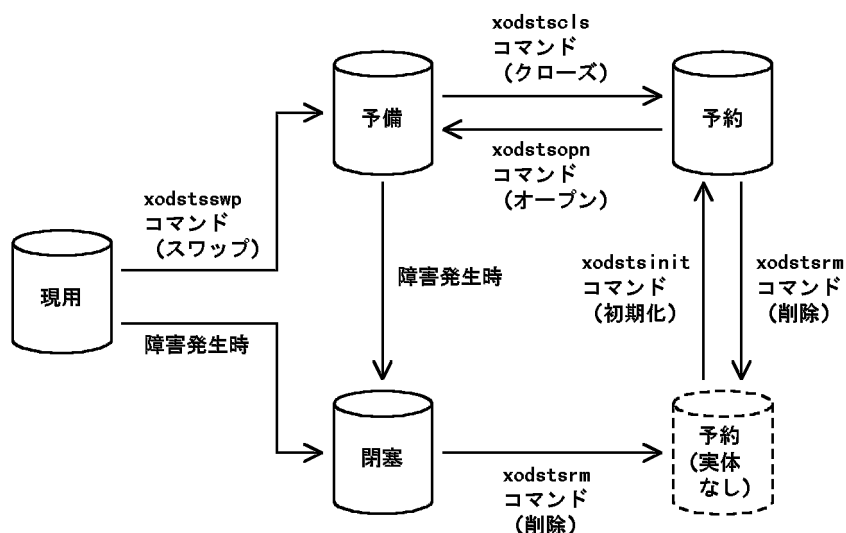 xodstscls
コマンド
(クローズ)
予備
予約
xodstsopn
コマンド
(オープン)
xodstsswp
コマンド
(スワップ)
現用
障害発生時
障害発生時
xodstsinit
コマンド
(初期化)
xodstsrm
コマンド
(削除)
閉塞
予約
(実体
なし)
xodstsrm
コマンド
(削除)